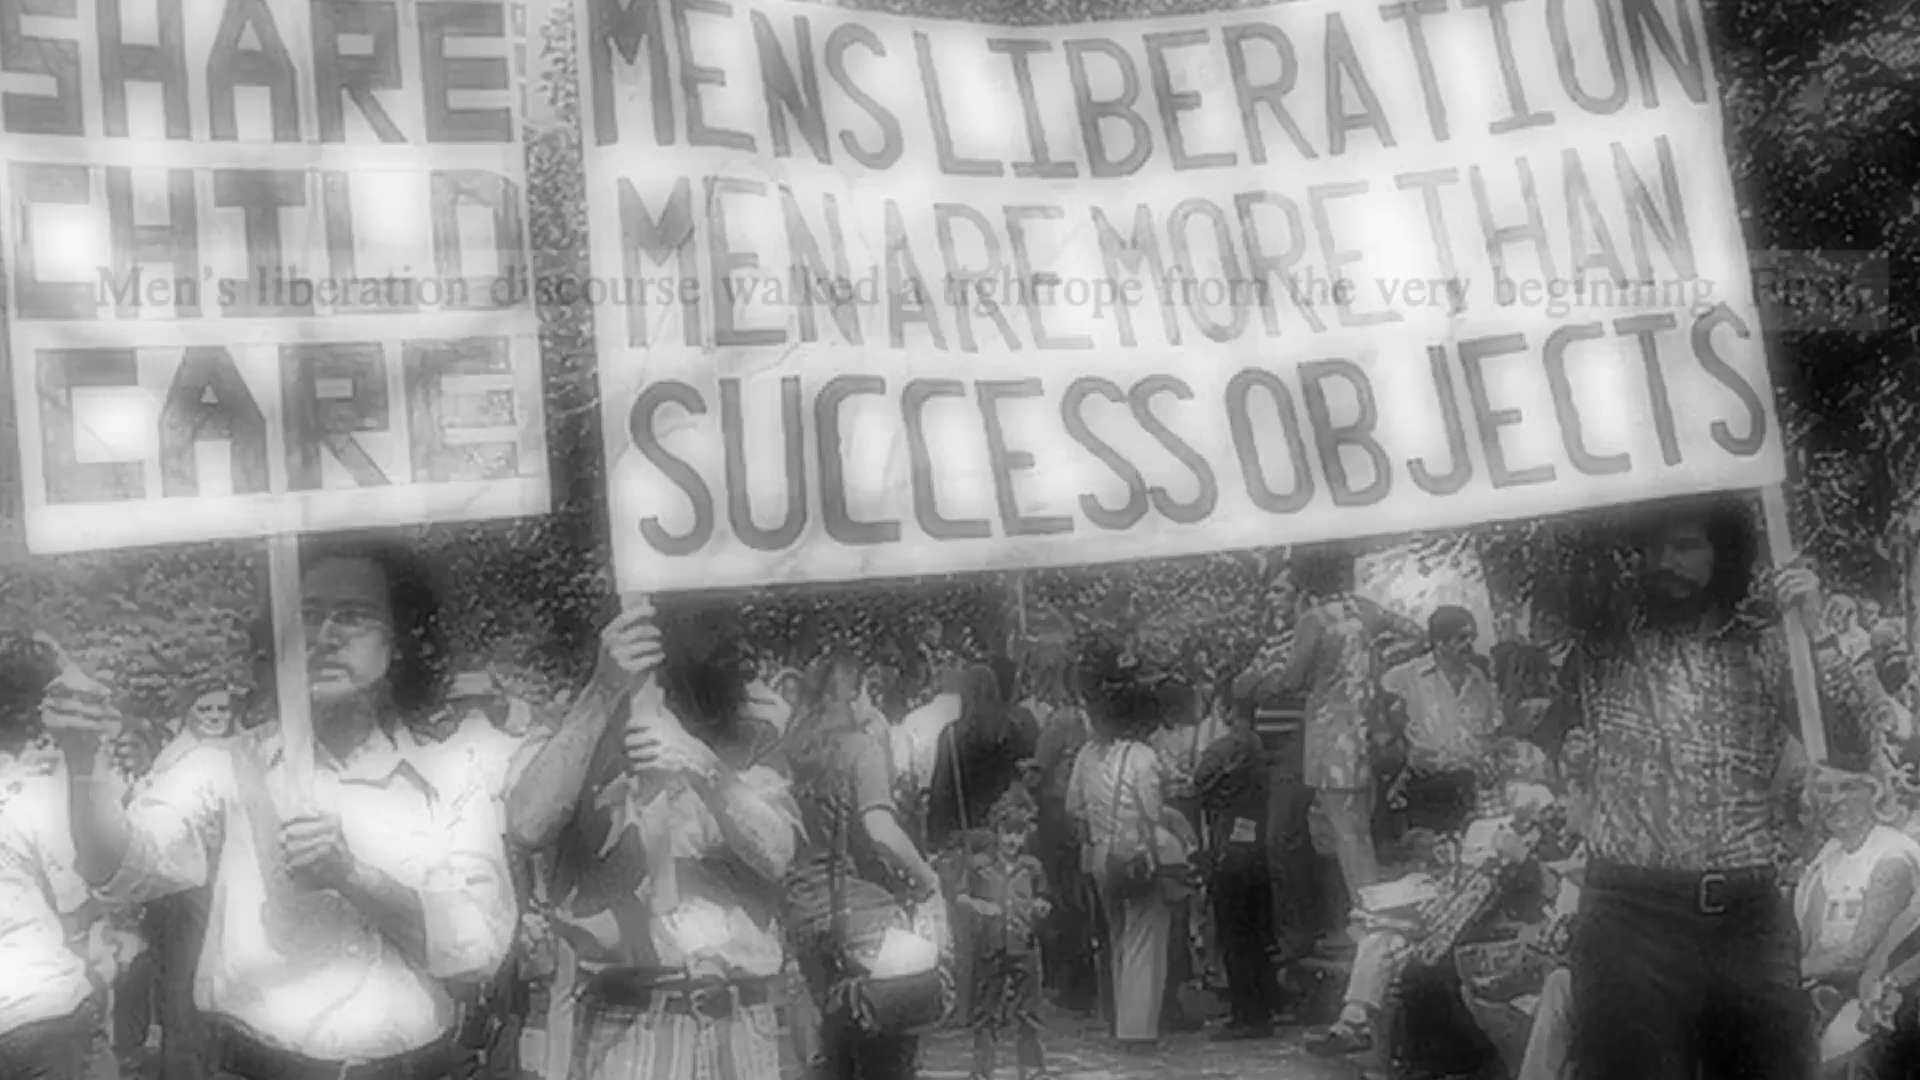 SHARE
CHILD
CARE
MENS LIBERATION
MEN ARE MORE THAN
SUCCESS OBJECTS
Men's liberation discourse walked a tightrope from the very beginning. First,